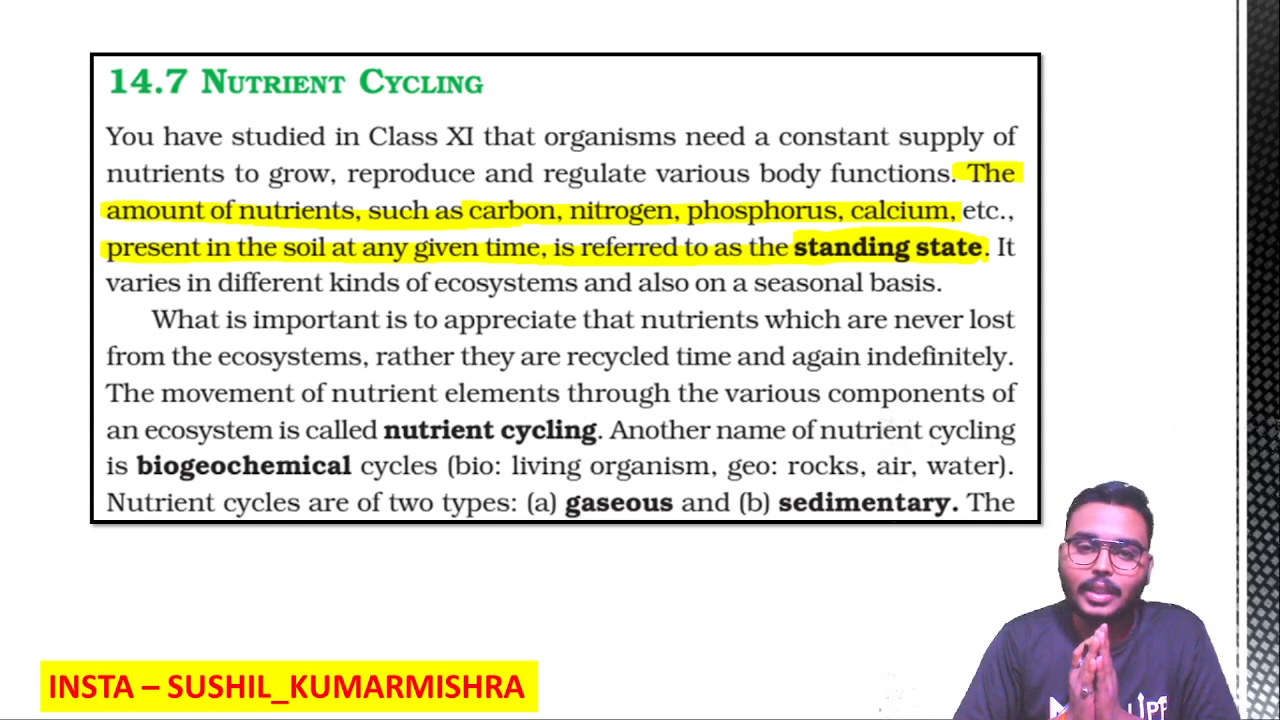 14.7 NUTRIENT CYCLING
You have studied in Class XI that organisms need a constant supply of
nutrients to grow, reproduce and regulate various body functions. The
amount of nutrients, such as carbon, nitrogen, phosphorus, calcium, etc.,
present in the soil at any given time, is referred to as the standing state. It
varies in different kinds of ecosystems and also on a seasonal basis.
What is important is to appreciate that nutrients which are never lost
from the ecosystems, rather they are recycled time and again indefinitely.
The movement of nutrient elements through the various components of
an ecosystem is called nutrient cycling. Another name of nutrient cycling
is biogeochemical cycles (bio: living organism, geo: rocks, air, water).
Nutrient cycles are of two types: (a) gaseous and (b) sedimentary. The
INSTA – SUSHIL_KUMARMISHRA